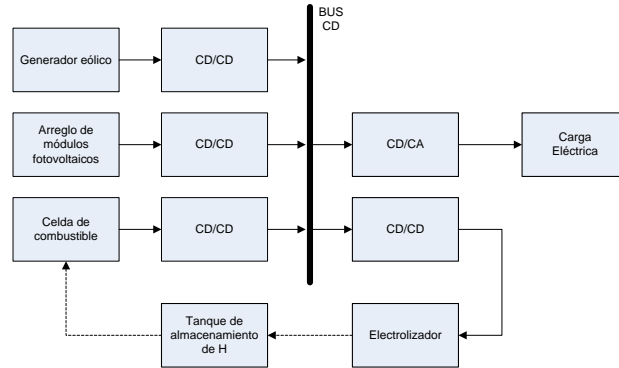 BUS
CD
Generador eólico
CD/CD
Arreglo de
módulos
fotovoltaicos
CD/CD
CD/CA
Carga
Eléctrica
Celda de
combustible
CD/CD
CD/CD
Tanque de
almacenamiento
de H
Electrolizador